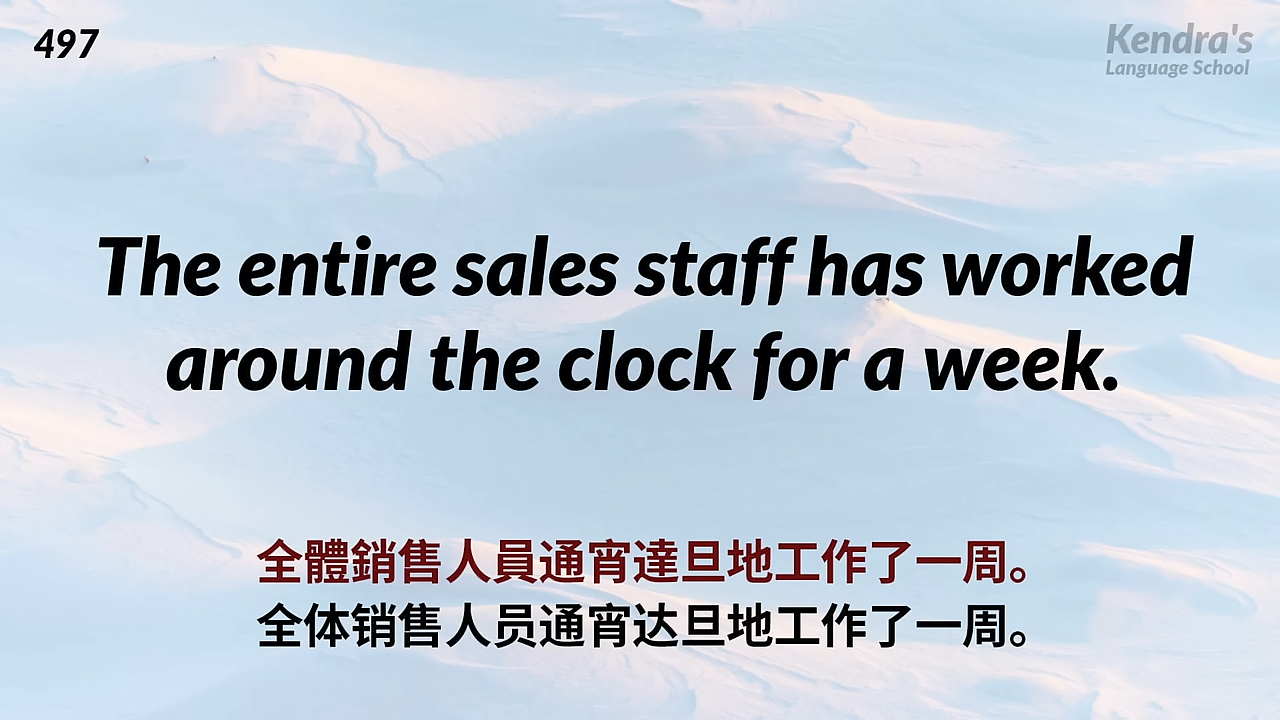 497
Kendra's
Language School
The entire sales staff has worked
around the clock for a week.
全體銷售人員通宵達旦地工作了一周。
全体销售人员通宵达旦地工作了一周。